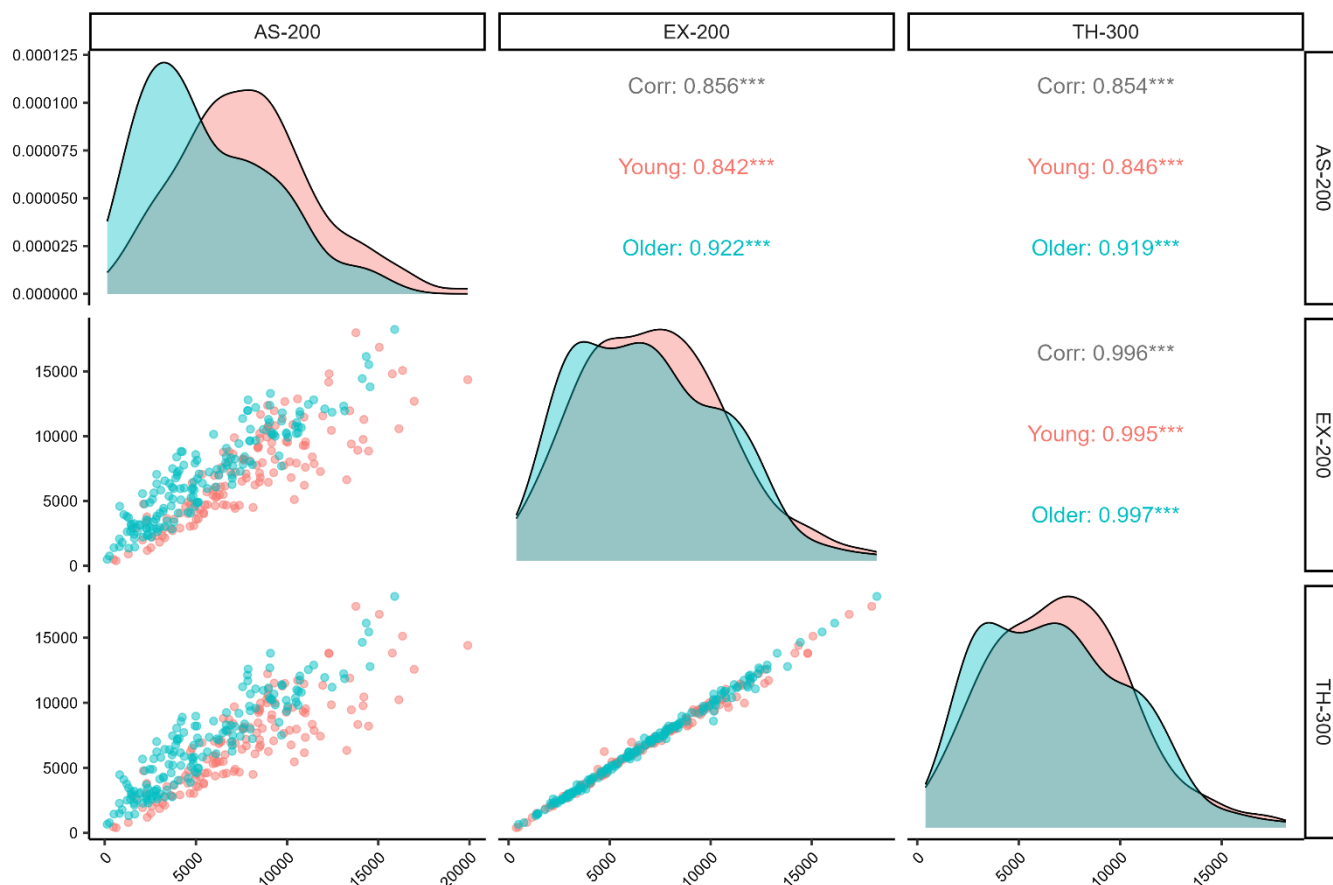 AS-200
EX-200
TH-300
0.000125
0.000100
0.000075
0.000050
0.000025
0.000000
Corr: 0.856***
Young: 0.842***
Older: 0.922***
Corr: 0.854***
Young: 0.846***
Older: 0.919***
AS-200
15000
10000
5000
0
Corr: 0.996***
Young: 0.995***
Older: 0.997***
EX-200
15000
10000
5000
0
TH-300
0
5000
10000
15000
20000
0
5000
10000
15000
0
5000
10000
15000